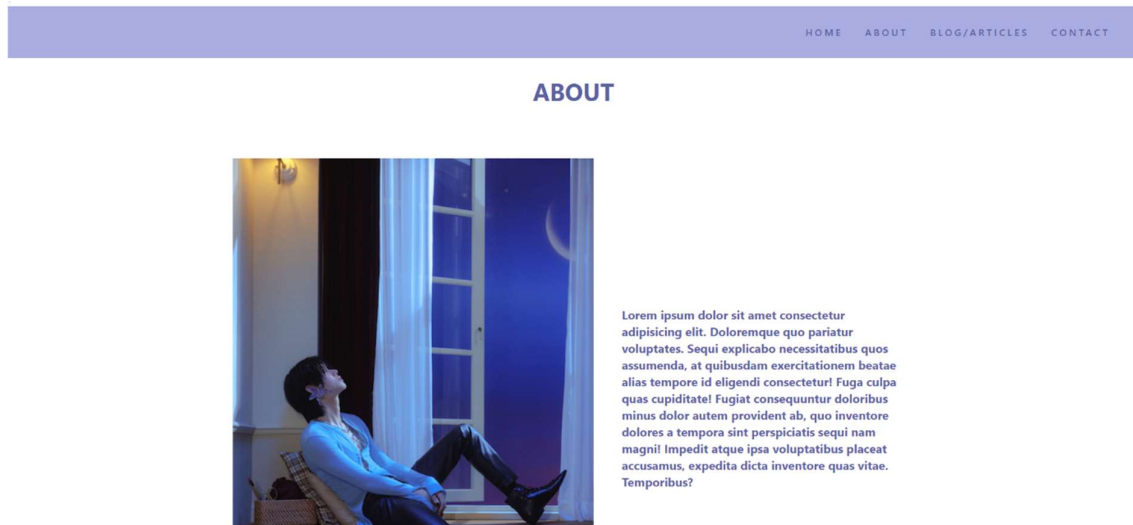 HOME ABOUT BLOG/ARTICLES CONTACT
ABOUT
Lorem ipsum dolor sit amet consectetur
adipisicing elit. Doloremque quo pariatur
voluptates. Sequi explicabo necessitatibus quos
assumenda, at quibusdam exercitationem beatae
alias tempore id eligendi consectetur! Fuga culpa
quas cupiditate! Fugiat consequuntur doloribus
minus dolor autem provident ab, quo inventore
dolores a tempora sint perspiciatis sequi nam
magni! Impedit atque ipsa voluptatibus placeat
accusamus, expedita dicta inventore quas vitae.
Temporibus?